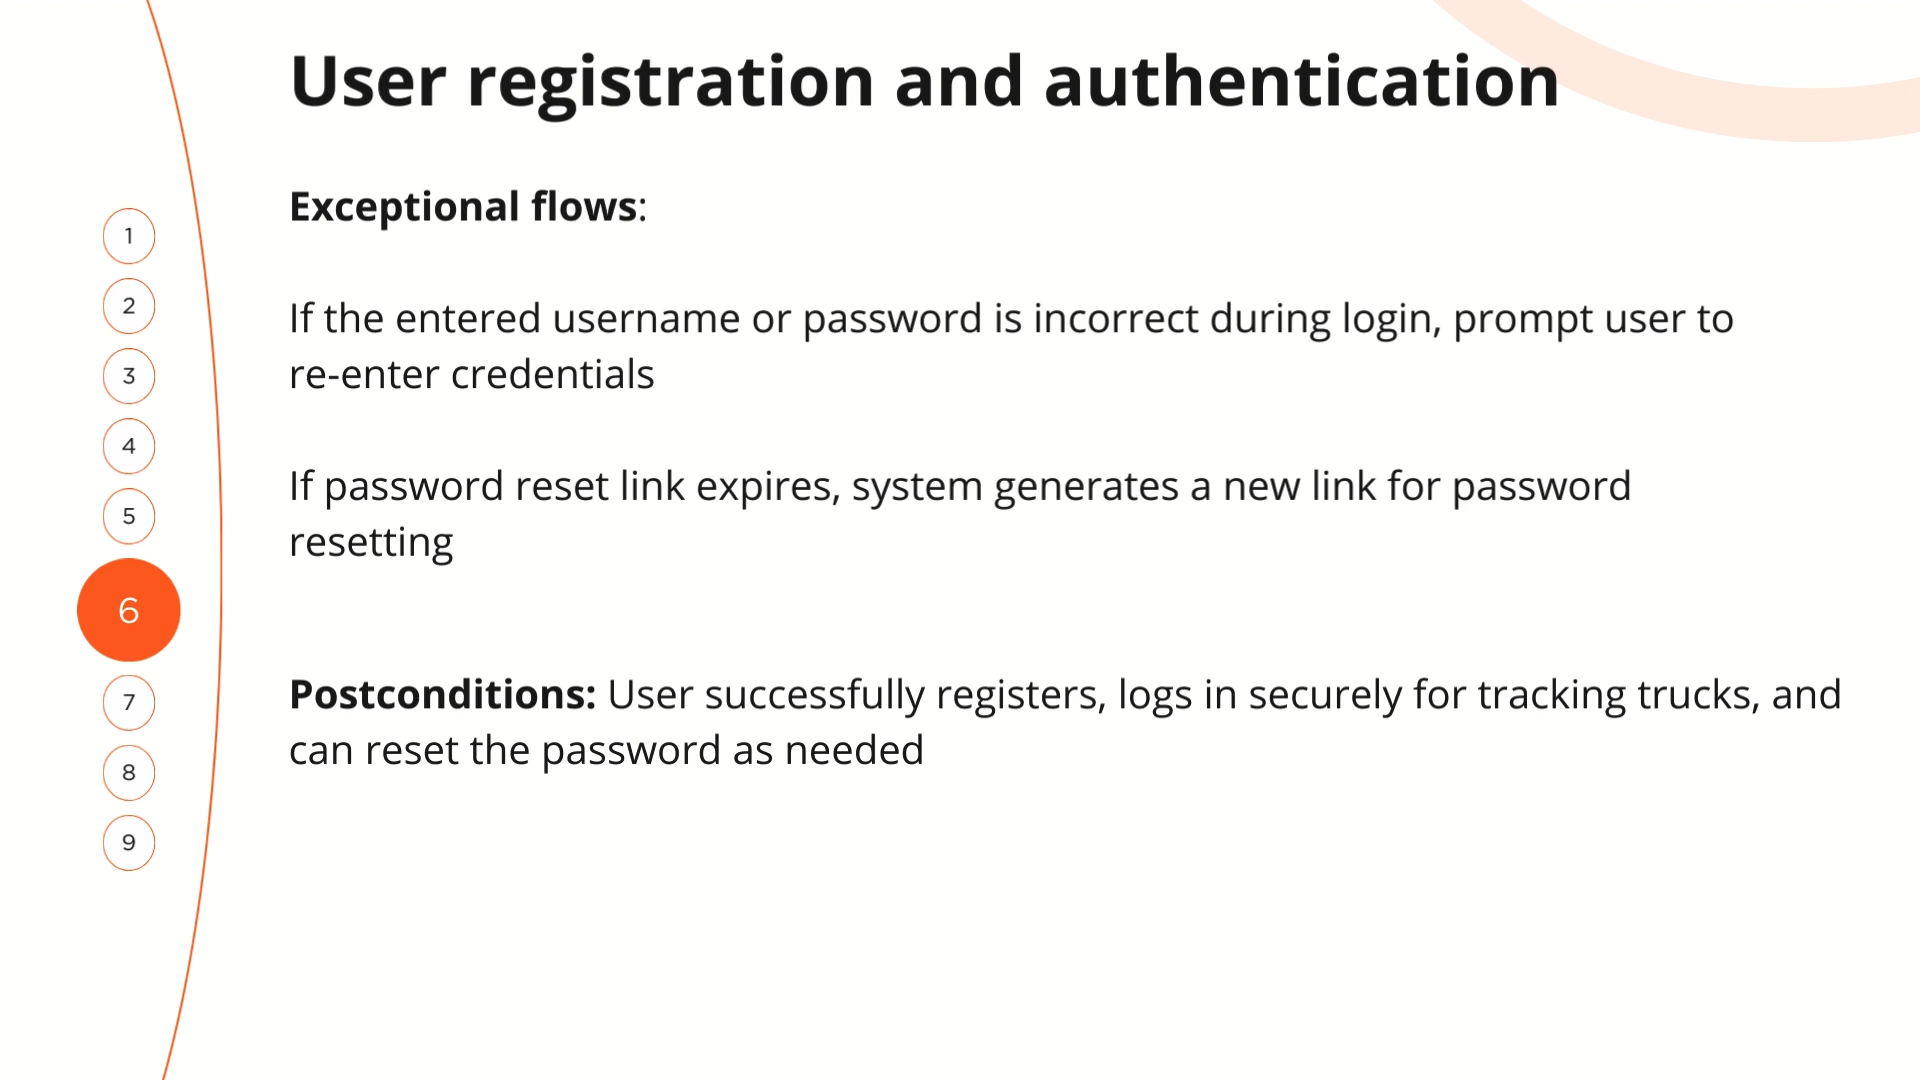 User registration and authentication
Exceptional flows:
If the entered username or password is incorrect during login, prompt user to
re-enter credentials
If password reset link expires, system generates a new link for password
resetting
Postconditions: User successfully registers, logs in securely for tracking trucks, and
can reset the password as needed
1
2
3
4
5
6
7
8
9